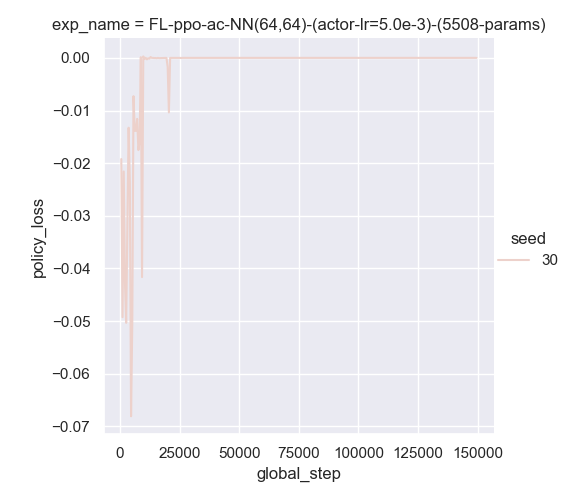 exp_name = FL-ppo-ac-NN(64,64)-(actor-lr=5.0e-3)-(5508-params)
0.00
−0.01
−0.02
−0.03
−0.04
−0.05
−0.06
−0.07
policy_loss
0 25000 50000 75000 100000 125000 150000
global_step
seed
30